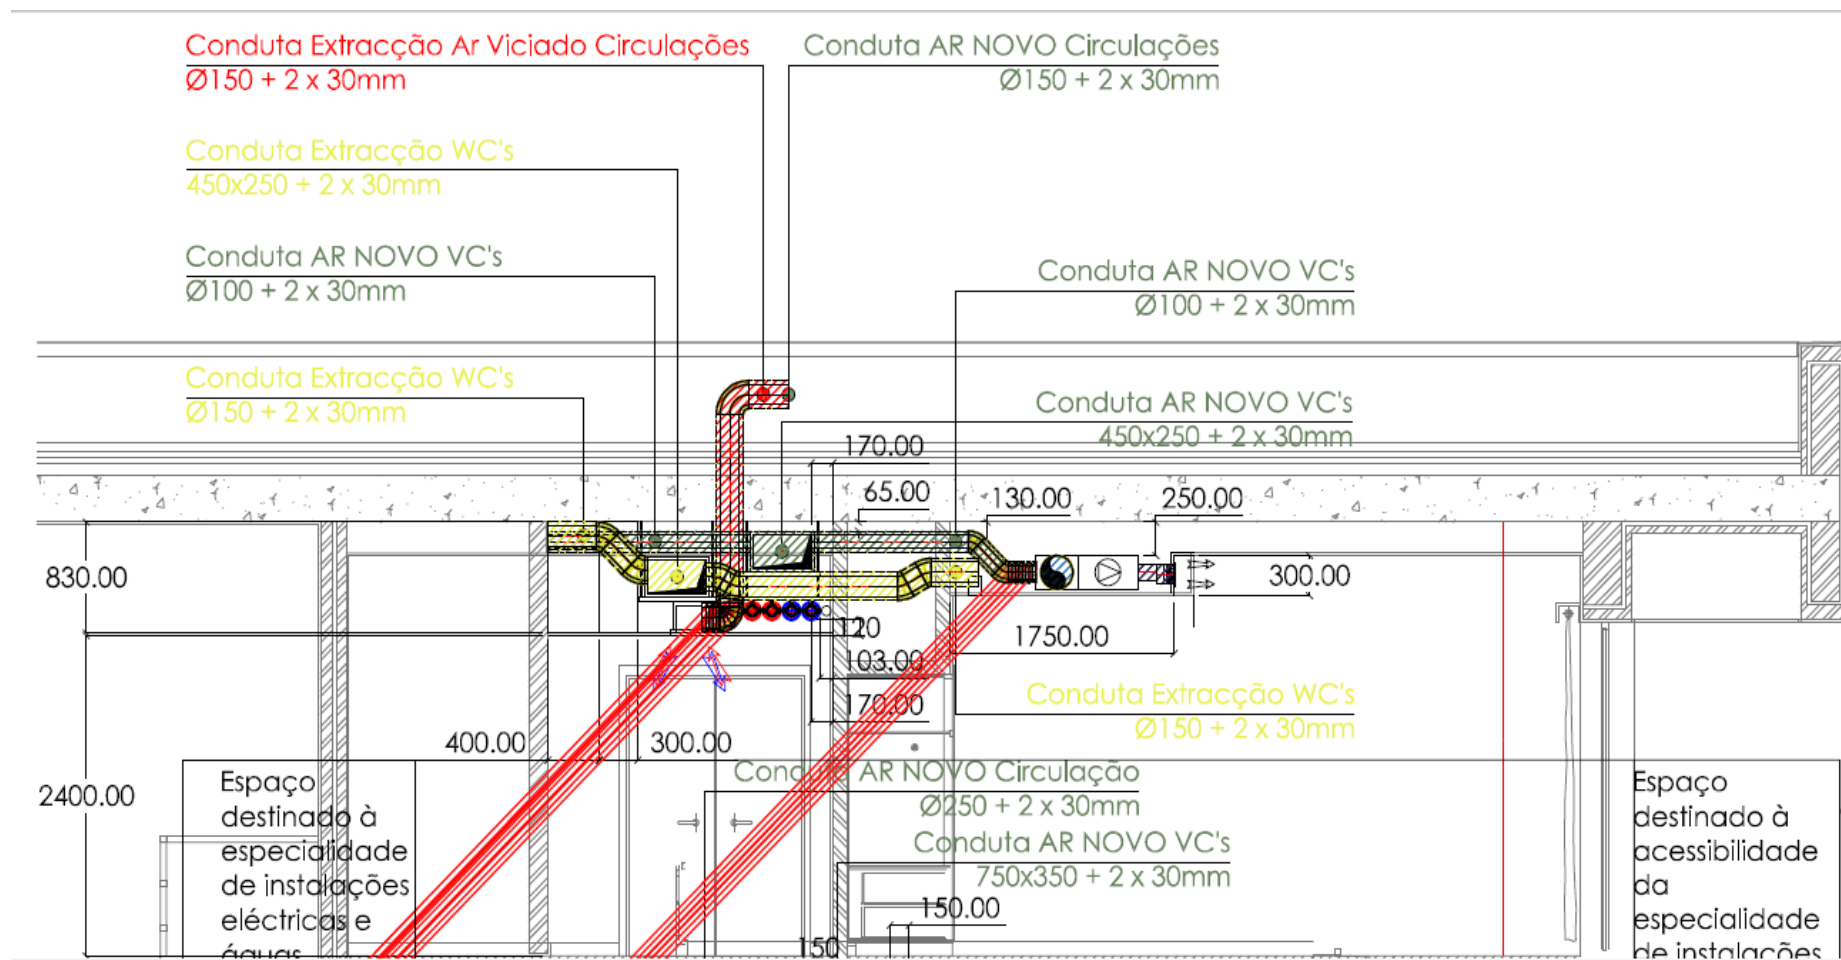 Conduta Extracção Ar Viciado Circulações
Ø150 + 2 x 30mm
Conduta AR NOVO Circulações
Ø150 + 2 x 30mm
Conduta Extracção WC's
450x250 + 2 x 30mm
Conduta AR NOVO VC's
Ø100 + 2 x 30mm
Conduta AR NOVO VC's
Ø100 + 2 x 30mm
Conduta Extracção WC's
Ø150 + 2 x 30mm
Conduta AR NOVO VC's
450x250 + 2 x 30mm
170.00
65.00
130.00
250.00
830.00
300.00
120
1750.00
103.00
170.00
Conduta Extracção WC's
Ø150 + 2 x 30mm
400.00
300.00
2400.00
Conduta AR NOVO Circulação
Ø250 + 2 x 30mm
Conduta AR NOVO VC's
750x350 + 2 x 30mm
150.00
150
Espaço
destinado à
especialidade
de instalações
eléctricas e
águas
Espaço
destinado à
acessibilidade
da
especialidade
de instalações